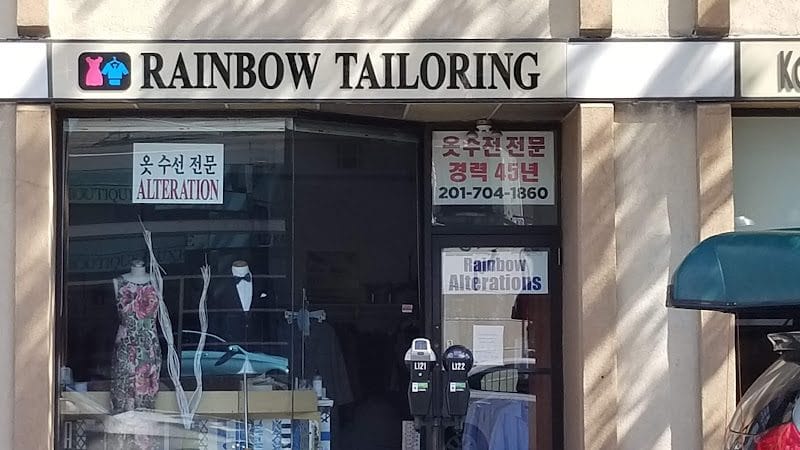 RAINBOW TAILORING
Ko
옷 수선 전문
ALTERATION
옷 수선 전문
경력 45년
201-704-1860
Rainbow
Alterations
L121
L122